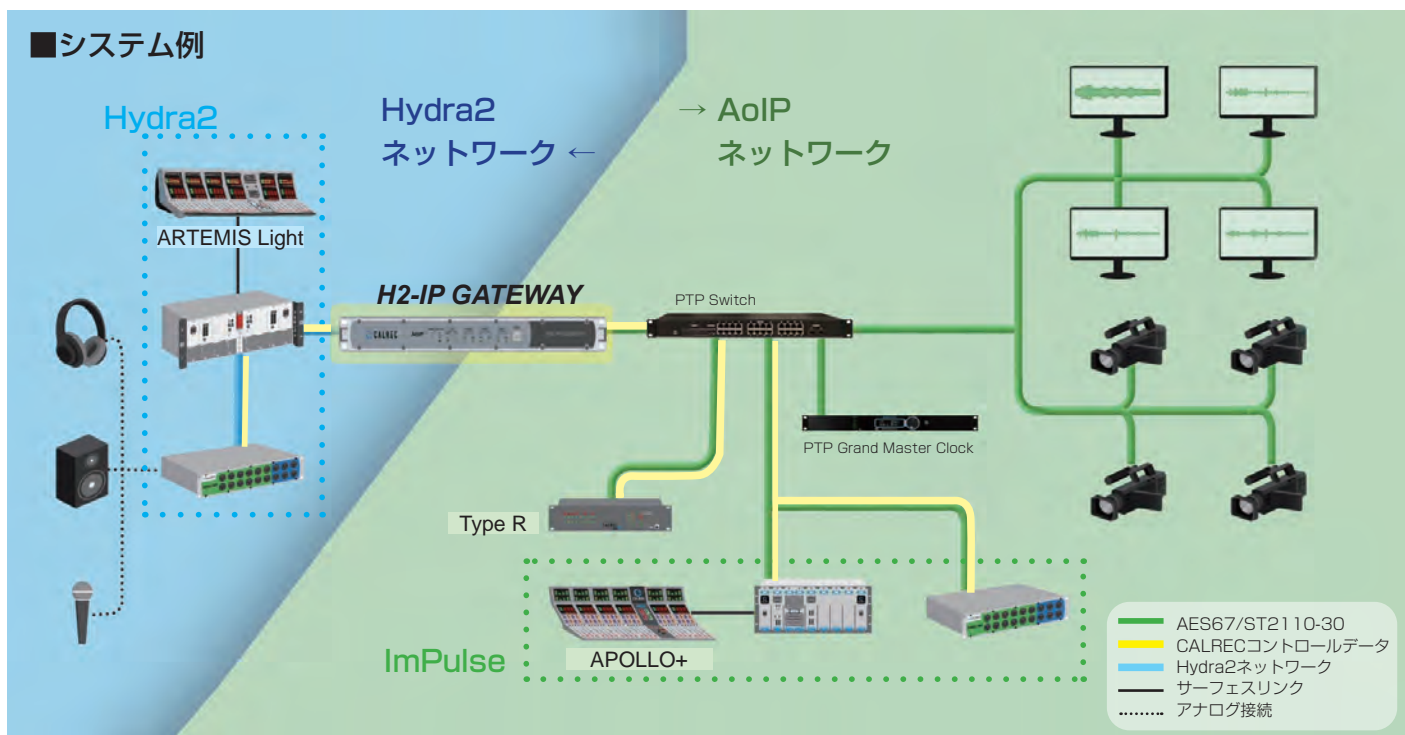 ■システム例
Hydra2
Hydra2
ネットワーク ←
→ AoIP
ネットワーク
ARTEMIS Light
H2-IP GATEWAY
CALREC
PTP Switch
PTP Grand Master Clock
Type R
ImPulse
APOLLO+
AES67/ST2110-30
CALRECコントロールデータ
Hydra2ネットワーク
サーフェスリンク
アナログ接続